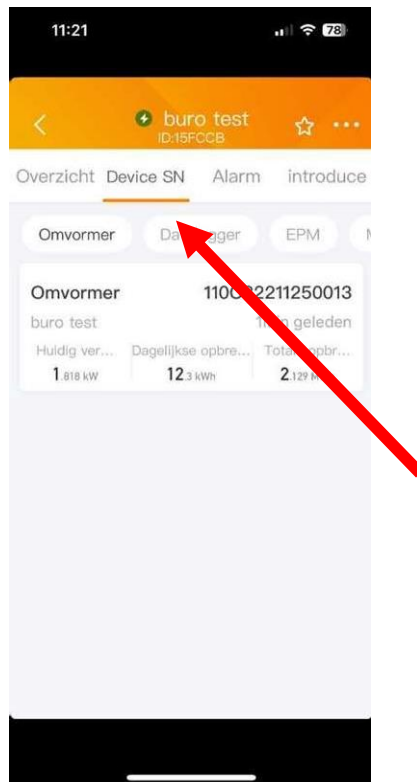 11:21 78
buro test
ID:15FCCB
Overzicht Device SN Alarm introduce
Omvormer EPM
Omvormer
buro test geleden
Huidig ver... Dagelijkse opbre...
1.818 kW 12.3 kWh 2.129